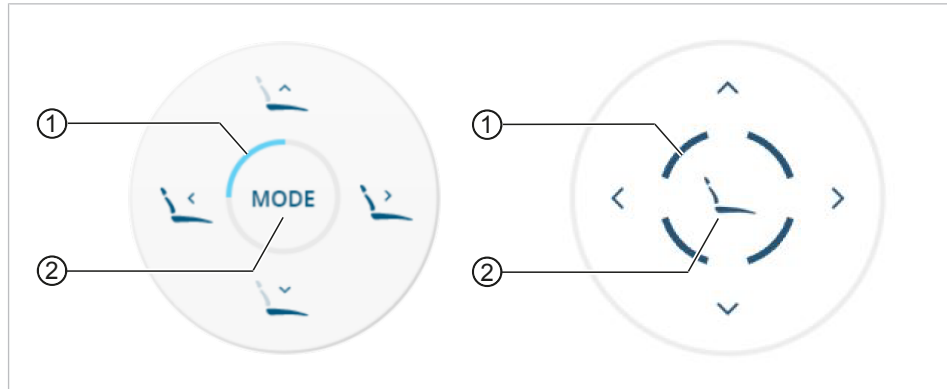 ① ①
MODE
② ②